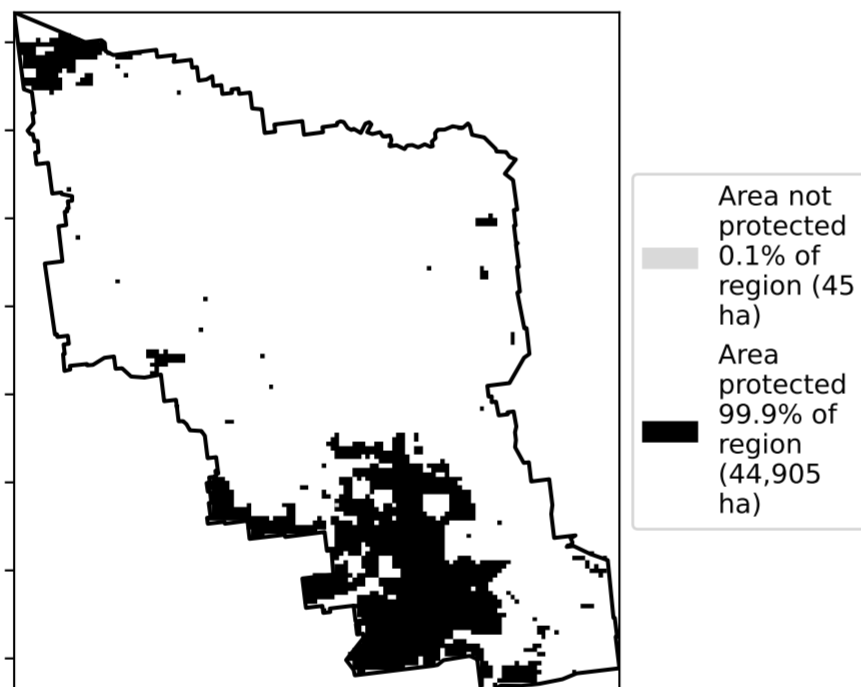 Area not
protected
0.1% of
region (45
ha)
Area
protected
99.9% of
region
(44,905
ha)